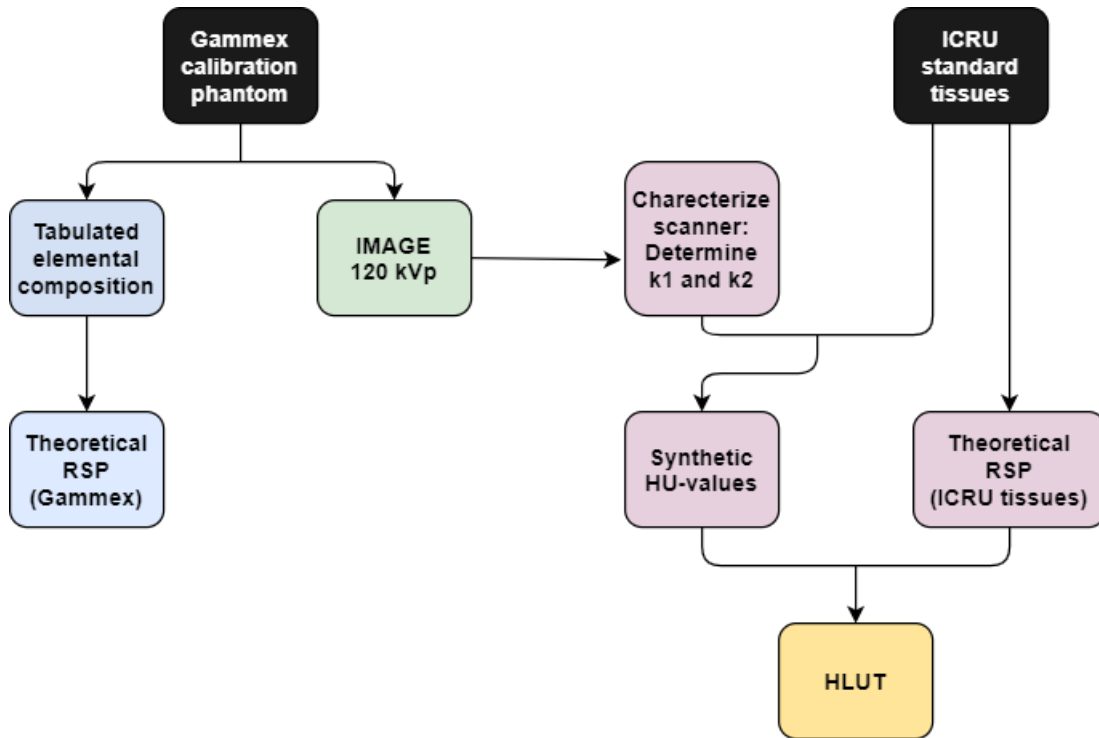 Gammex
calibration
phantom
ICRU
standard
tissues
Tabulated
elemental
composition
IMAGE
120 kVp
Charecterize
scanner:
Determine
k1 and k2
Theoretical
RSP
(Gammex)
Synthetic
HU-values
Theoretical
RSP
(ICRU tissues)
HLUT